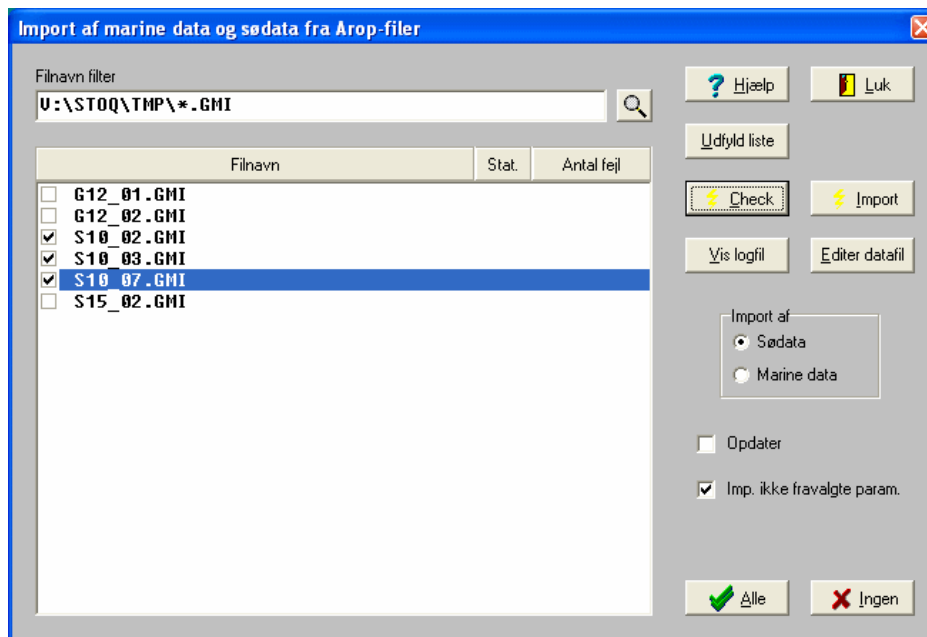 Import af marine data og sødata fra Arop-filer
Filnavn filter
V:\STOQ\TMP\*.GMI
Hjælp
Luk
Udfyld liste
Filnavn
Stat.
Antal fejl
G12_01.GMI
G12_02.GMI
S10_02.GMI
S10_03.GMI
S10_07.GMI
S15_02.GMI
Check
Import
Vis logfil
Editer datafil
Import af
Sødata
Marine data
Opdater
Imp. ikke fravalgte param.
Alle
Ingen